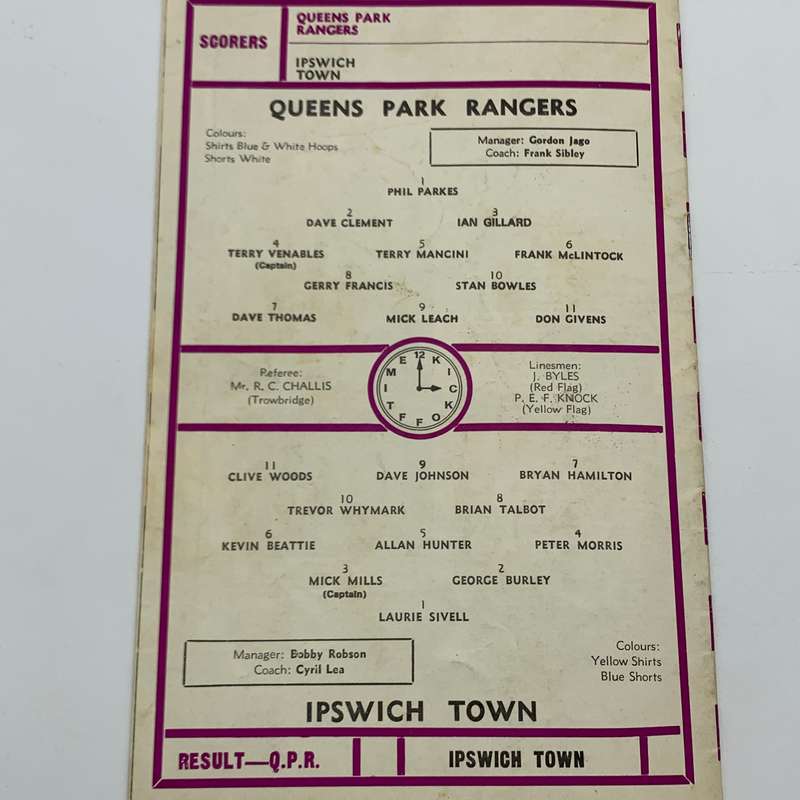 SCORERS
QUEENS PARK
RANGERS
IPSWICH
TOWN
QUEENS PARK RANGERS
Colours:
Shirts Blue & White Hoops
Shorts White
Manager: Gordon Jago
Coach: Frank Sibley
1
PHIL PARKES
2 3
DAVE CLEMENT IAN GILLARD
4 5 6
TERRY VENABLES TERRY MANCINI FRANK McLINTOCK
(Captain)
8 10
GERRY FRANCIS STAN BOWLES
7 9 11
DAVE THOMAS MICK LEACH DON GIVENS
Referee:
Mr. R. C. CHALLIS
(Trowbridge)
12 KICK OFF TIME
Linesmen:
J. BYLES
(Red Flag)
P. E. F. KNOCK
(Yellow Flag)
11 9 7
CLIVE WOODS DAVE JOHNSON BRYAN HAMILTON
10 8
TREVOR WHYMARK BRIAN TALBOT
6 5 4
KEVIN BEATTIE ALLAN HUNTER PETER MORRIS
3 2
MICK MILLS GEORGE BURLEY
(Captain)
1
LAURIE SIVELL
Manager: Bobby Robson
Coach: Cyril Lea
Colours:
Yellow Shirts
Blue Shorts
IPSWICH TOWN
RESULT—Q.P.R. IPSWICH TOWN